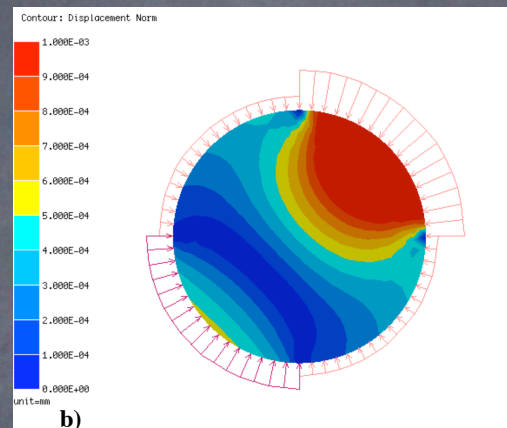 Contour: Displacement Norm
1.000E-03
9.000E-04
8.000E-04
7.000E-04
6.000E-04
5.000E-04
4.000E-04
3.000E-04
2.000E-04
1.000E-04
0.000E+00
unit=mm
b)